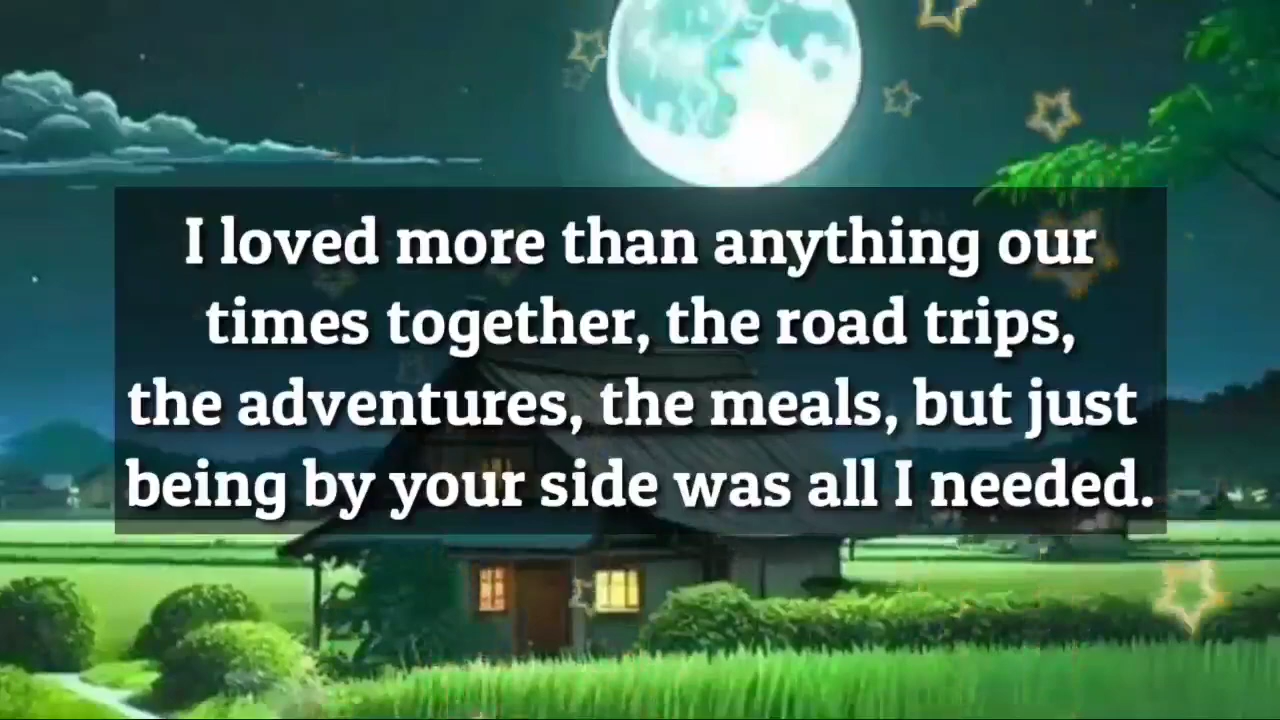 I loved more than anything our
times together, the road trips,
the adventures, the meals, but just
being by your side was all I needed.